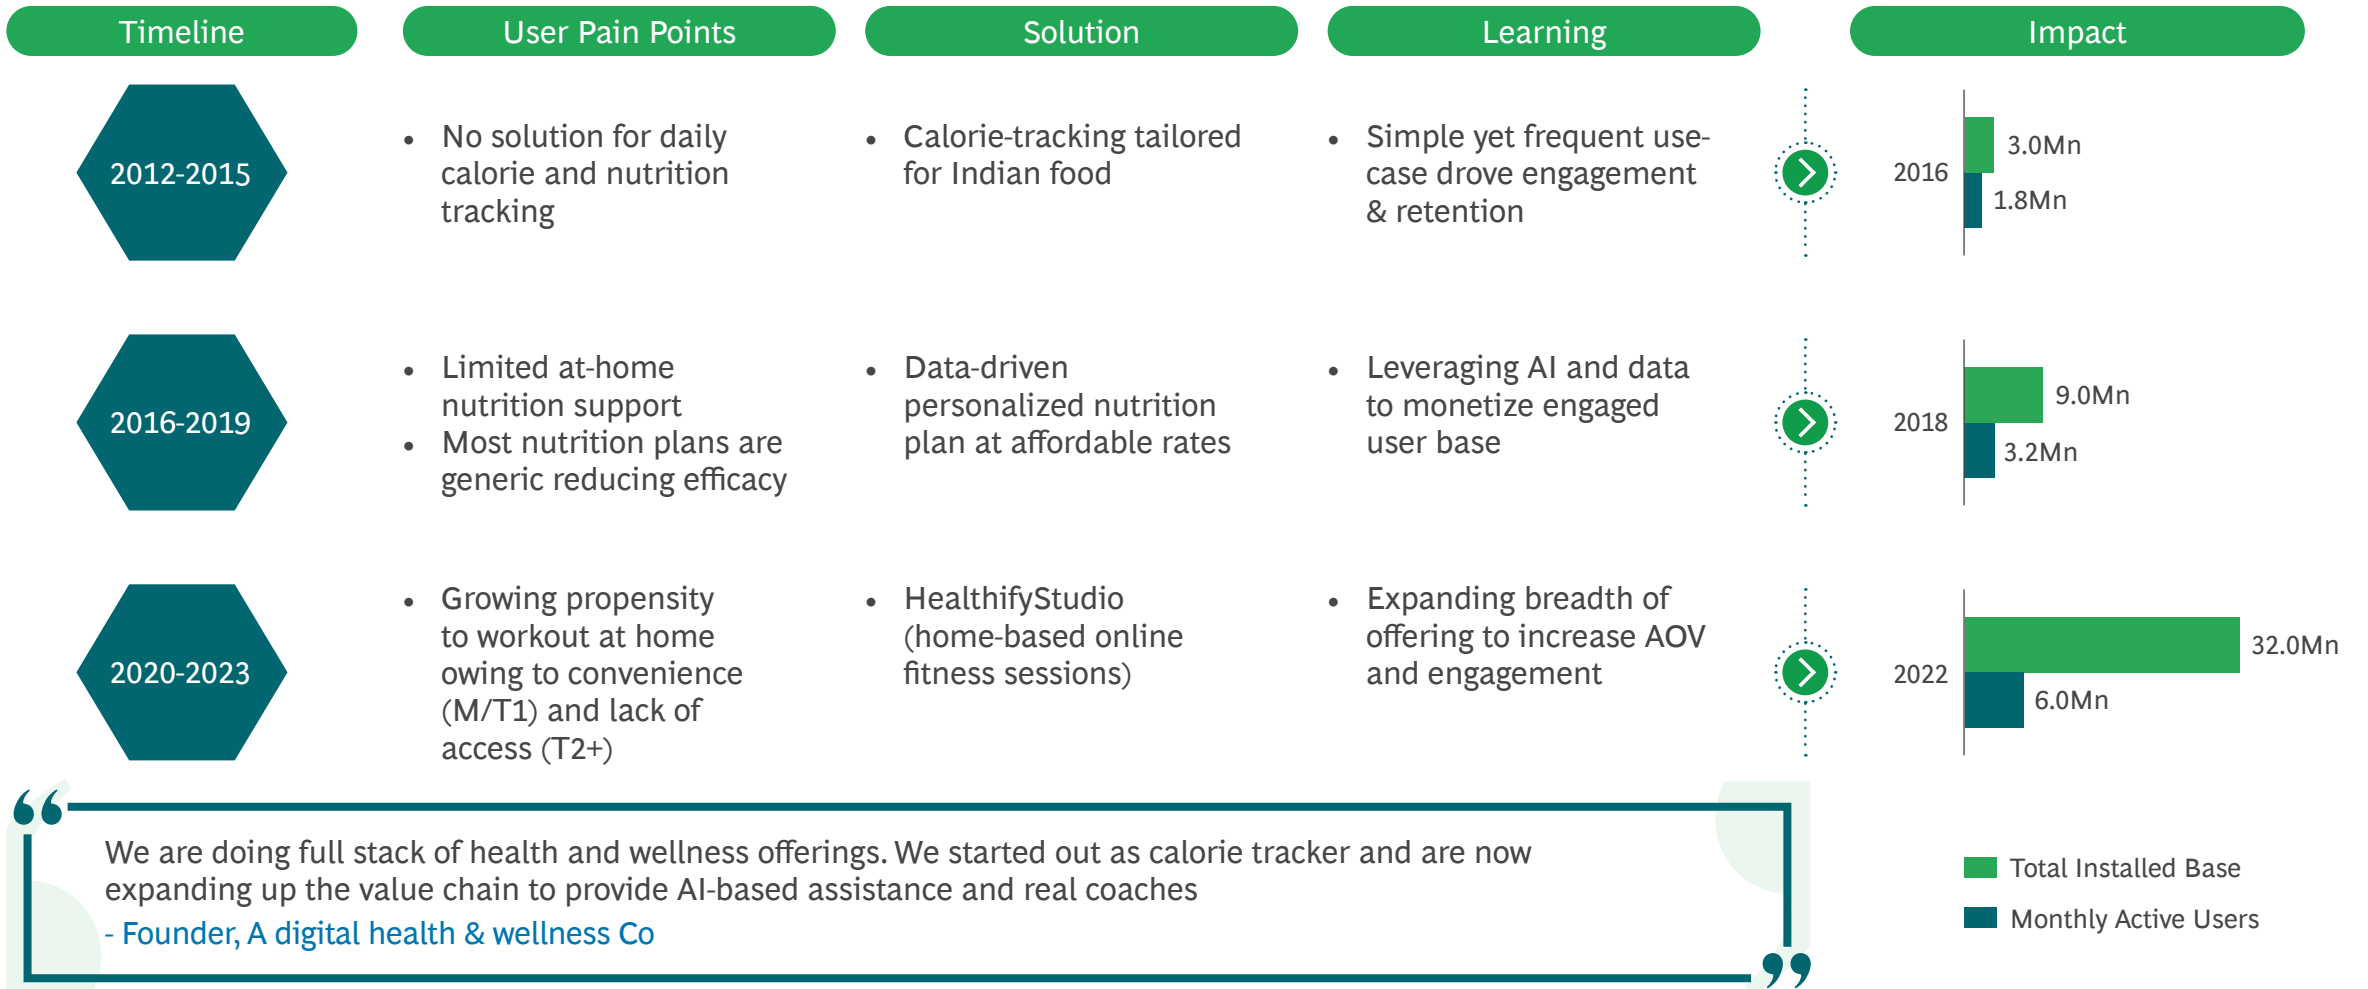 Timeline
User Pain Points
Solution
Learning
Impact
2012-2015
No solution for daily
calorie and nutrition
tracking
Calorie-tracking tailored
for Indian food
Simple yet frequent use-
case drove engagement
& retention
2016
3.0Mn
1.8Mn
2016-2019
Limited at-home
nutrition support
Most nutrition plans are
generic reducing efficacy
Data-driven
personalized nutrition
plan at affordable rates
Leveraging AI and data
to monetize engaged
user base
2018
9.0Mn
3.2Mn
2020-2023
Growing propensity
to workout at home
owing to convenience
(M/T1) and lack of
access (T2+)
HealthifyStudio
(home-based online
fitness sessions)
Expanding breadth of
offering to increase AOV
and engagement
2022
32.0Mn
6.0Mn
“
We are doing full stack of health and wellness offerings. We started out as calorie tracker and are now
expanding up the value chain to provide AI-based assistance and real coaches
- Founder, A digital health & wellness Co
”
Total Installed Base
Monthly Active Users